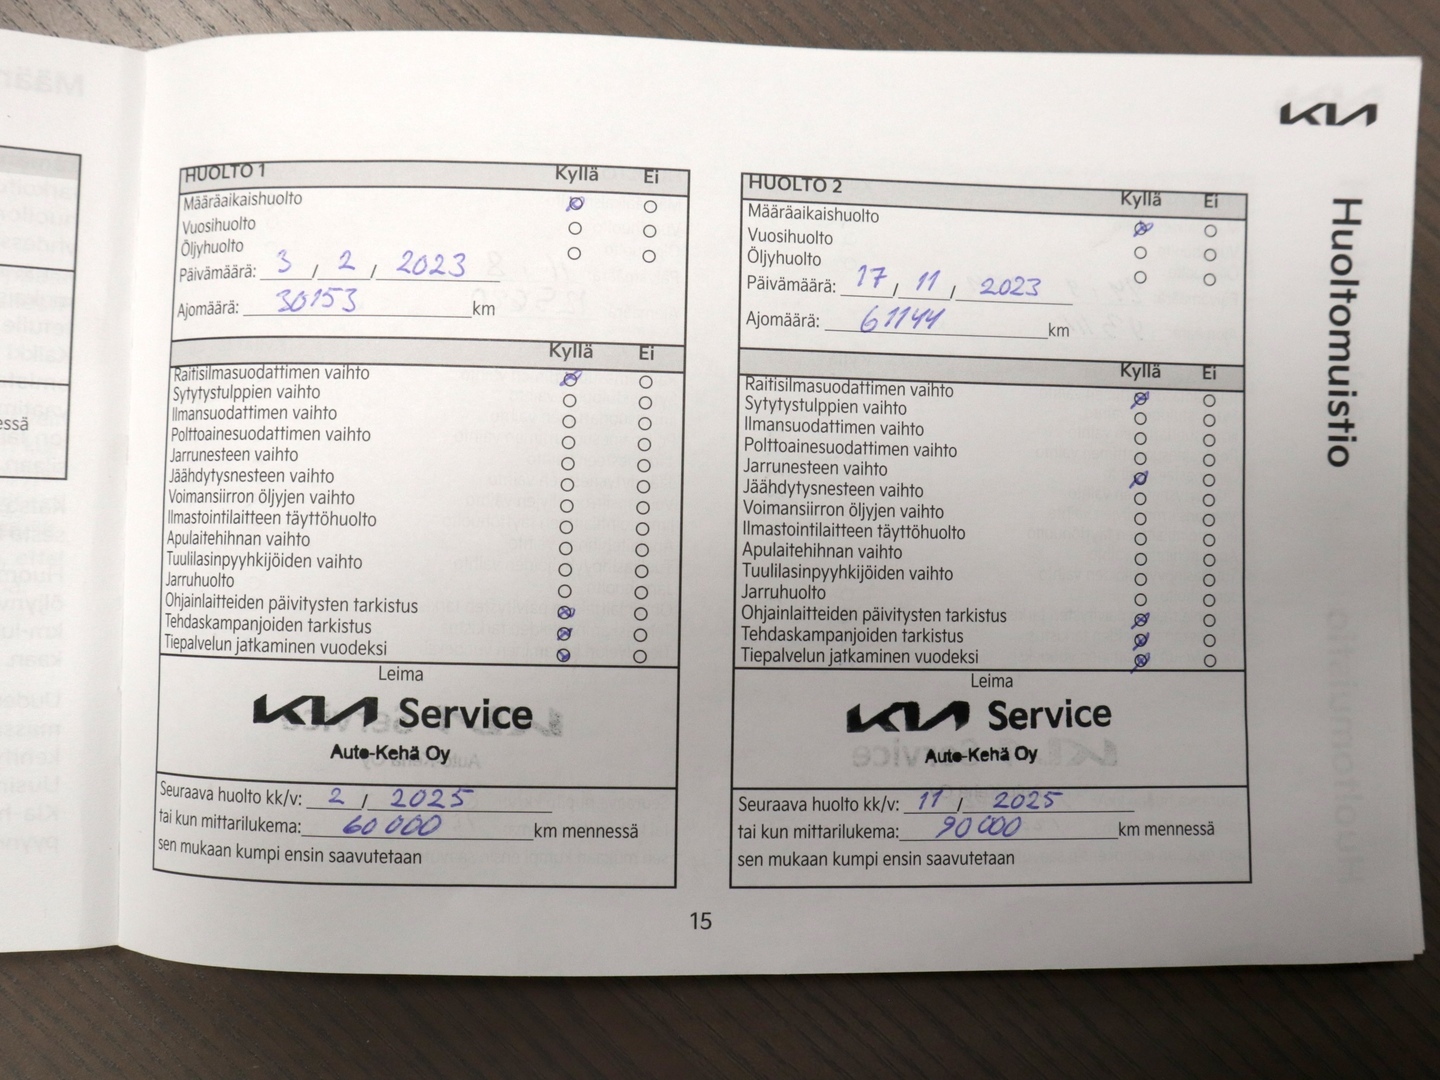 KIA
Huoltomuistio
HUOLTO 1 Kyllä Ei
Määräaikaishuolto
Vuosihuolto
Öljyhuolto
Päivämäärä: 3 / 2 / 2023
Ajomäärä: 30153 km
Kyllä Ei
Raitisilmasuodattimen vaihto
Sytytystulppien vaihto
Ilmansuodattimen vaihto
Polttoainesuodattimen vaihto
Jarrunesteen vaihto
Jäähdytysnesteen vaihto
Voimansiirron öljyjen vaihto
Ilmastointilaitteen täyttöhuolto
Apulaitehihnan vaihto
Tuulilasinpyyhkijöiden vaihto
Jarruhuolto
Ohjainlaitteiden päivitysten tarkistus
Tehdaskampanjoiden tarkistus
Tiepalvelun jatkaminen vuodeksi
Leima
KIA Service
Auto-Kehä Oy
Seuraava huolto kk/v: 2 / 2025
tai kun mittarilukema: 60 000 km mennessä
sen mukaan kumpi ensin saavutetaan
HUOLTO 2 Kyllä Ei
Määräaikaishuolto
Vuosihuolto
Öljyhuolto
Päivämäärä: 17 / 11 / 2023
Ajomäärä: 61144 km
Kyllä Ei
Raitisilmasuodattimen vaihto
Sytytystulppien vaihto
Ilmansuodattimen vaihto
Polttoainesuodattimen vaihto
Jarrunesteen vaihto
Jäähdytysnesteen vaihto
Voimansiirron öljyjen vaihto
Ilmastointilaitteen täyttöhuolto
Apulaitehihnan vaihto
Tuulilasinpyyhkijöiden vaihto
Jarruhuolto
Ohjainlaitteiden päivitysten tarkistus
Tehdaskampanjoiden tarkistus
Tiepalvelun jatkaminen vuodeksi
Leima
KIA Service
Auto-Kehä Oy
Seuraava huolto kk/v: 11 / 2025
tai kun mittarilukema: 90 000 km mennessä
sen mukaan kumpi ensin saavutetaan
15